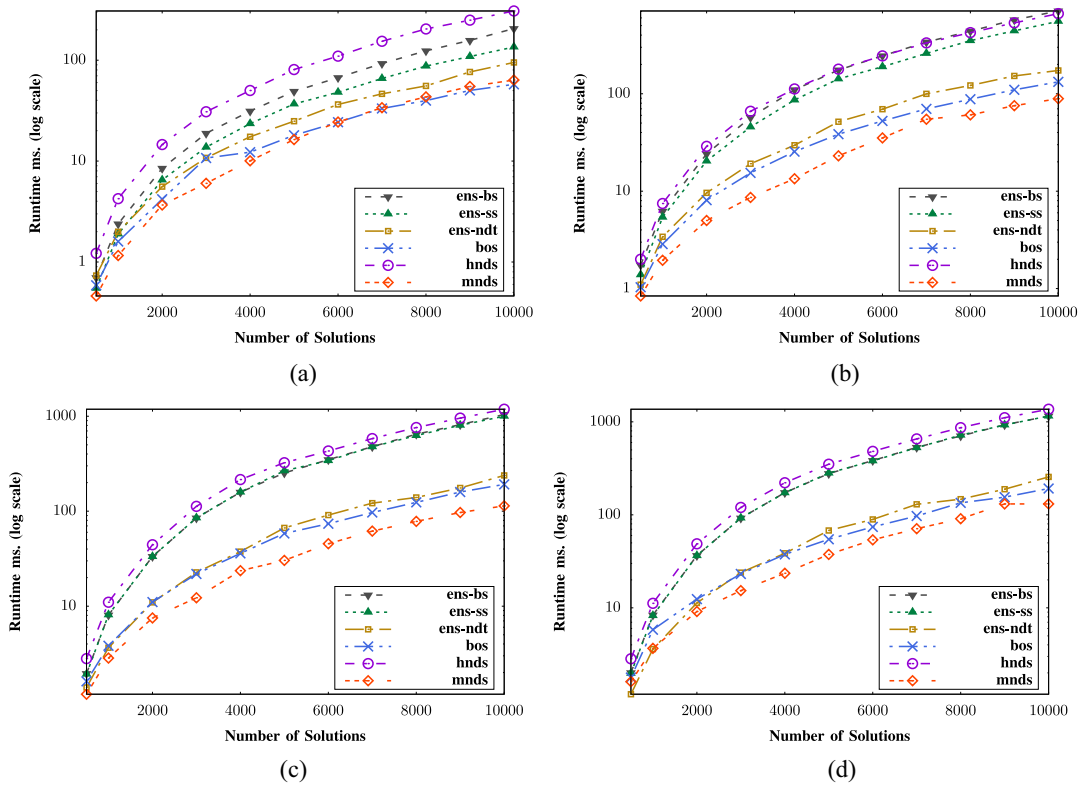 100
10
1
Runtime ms. (log scale)
ens-bs
ens-ss
ens-ndt
bos
hnds
mnds
2000 4000 6000 8000 10000
Number of Solutions
(a)
100
10
1
Runtime ms. (log scale)
ens-bs
ens-ss
ens-ndt
bos
hnds
mnds
2000 4000 6000 8000 10000
Number of Solutions
(b)
1000
100
10
Runtime ms. (log scale)
ens-bs
ens-ss
ens-ndt
bos
hnds
mnds
2000 4000 6000 8000 10000
Number of Solutions
(c)
1000
100
10
Runtime ms. (log scale)
ens-bs
ens-ss
ens-ndt
bos
hnds
mnds
2000 4000 6000 8000 10000
Number of Solutions
(d)